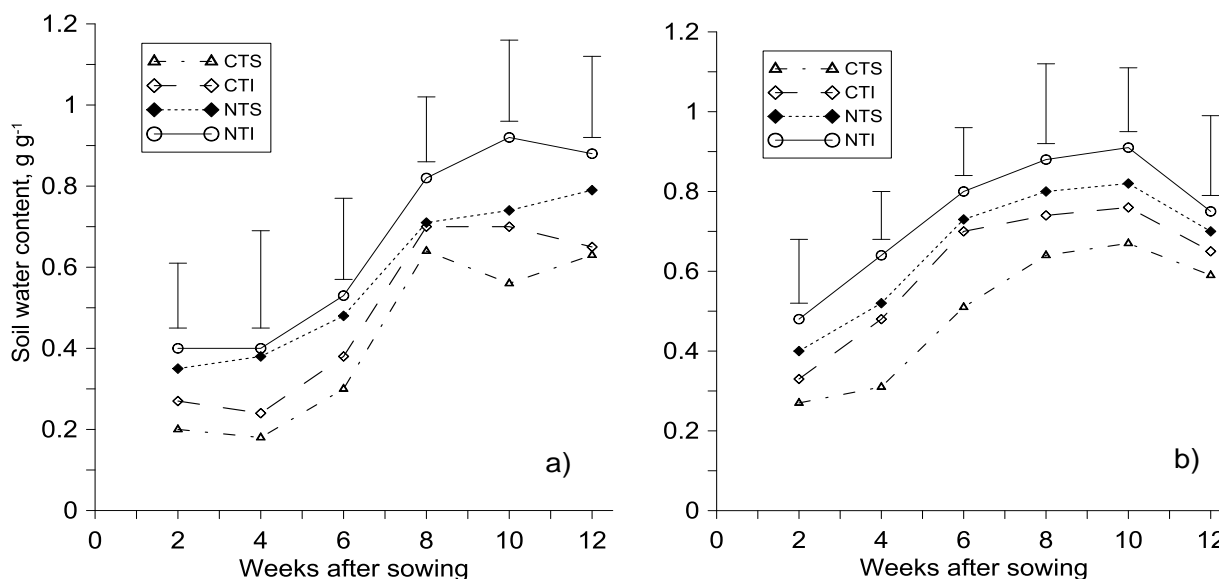 1.2
1
0.8
0.6
0.4
0.2
0
Soil water content, g g⁻¹
CTS
CTI
NTS
NTI
a)
0 2 4 6 8 10 12
Weeks after sowing
1.2
1
0.8
0.6
0.4
0.2
0
CTS
CTI
NTS
NTI
b)
0 2 4 6 8 10 12
Weeks after sowing